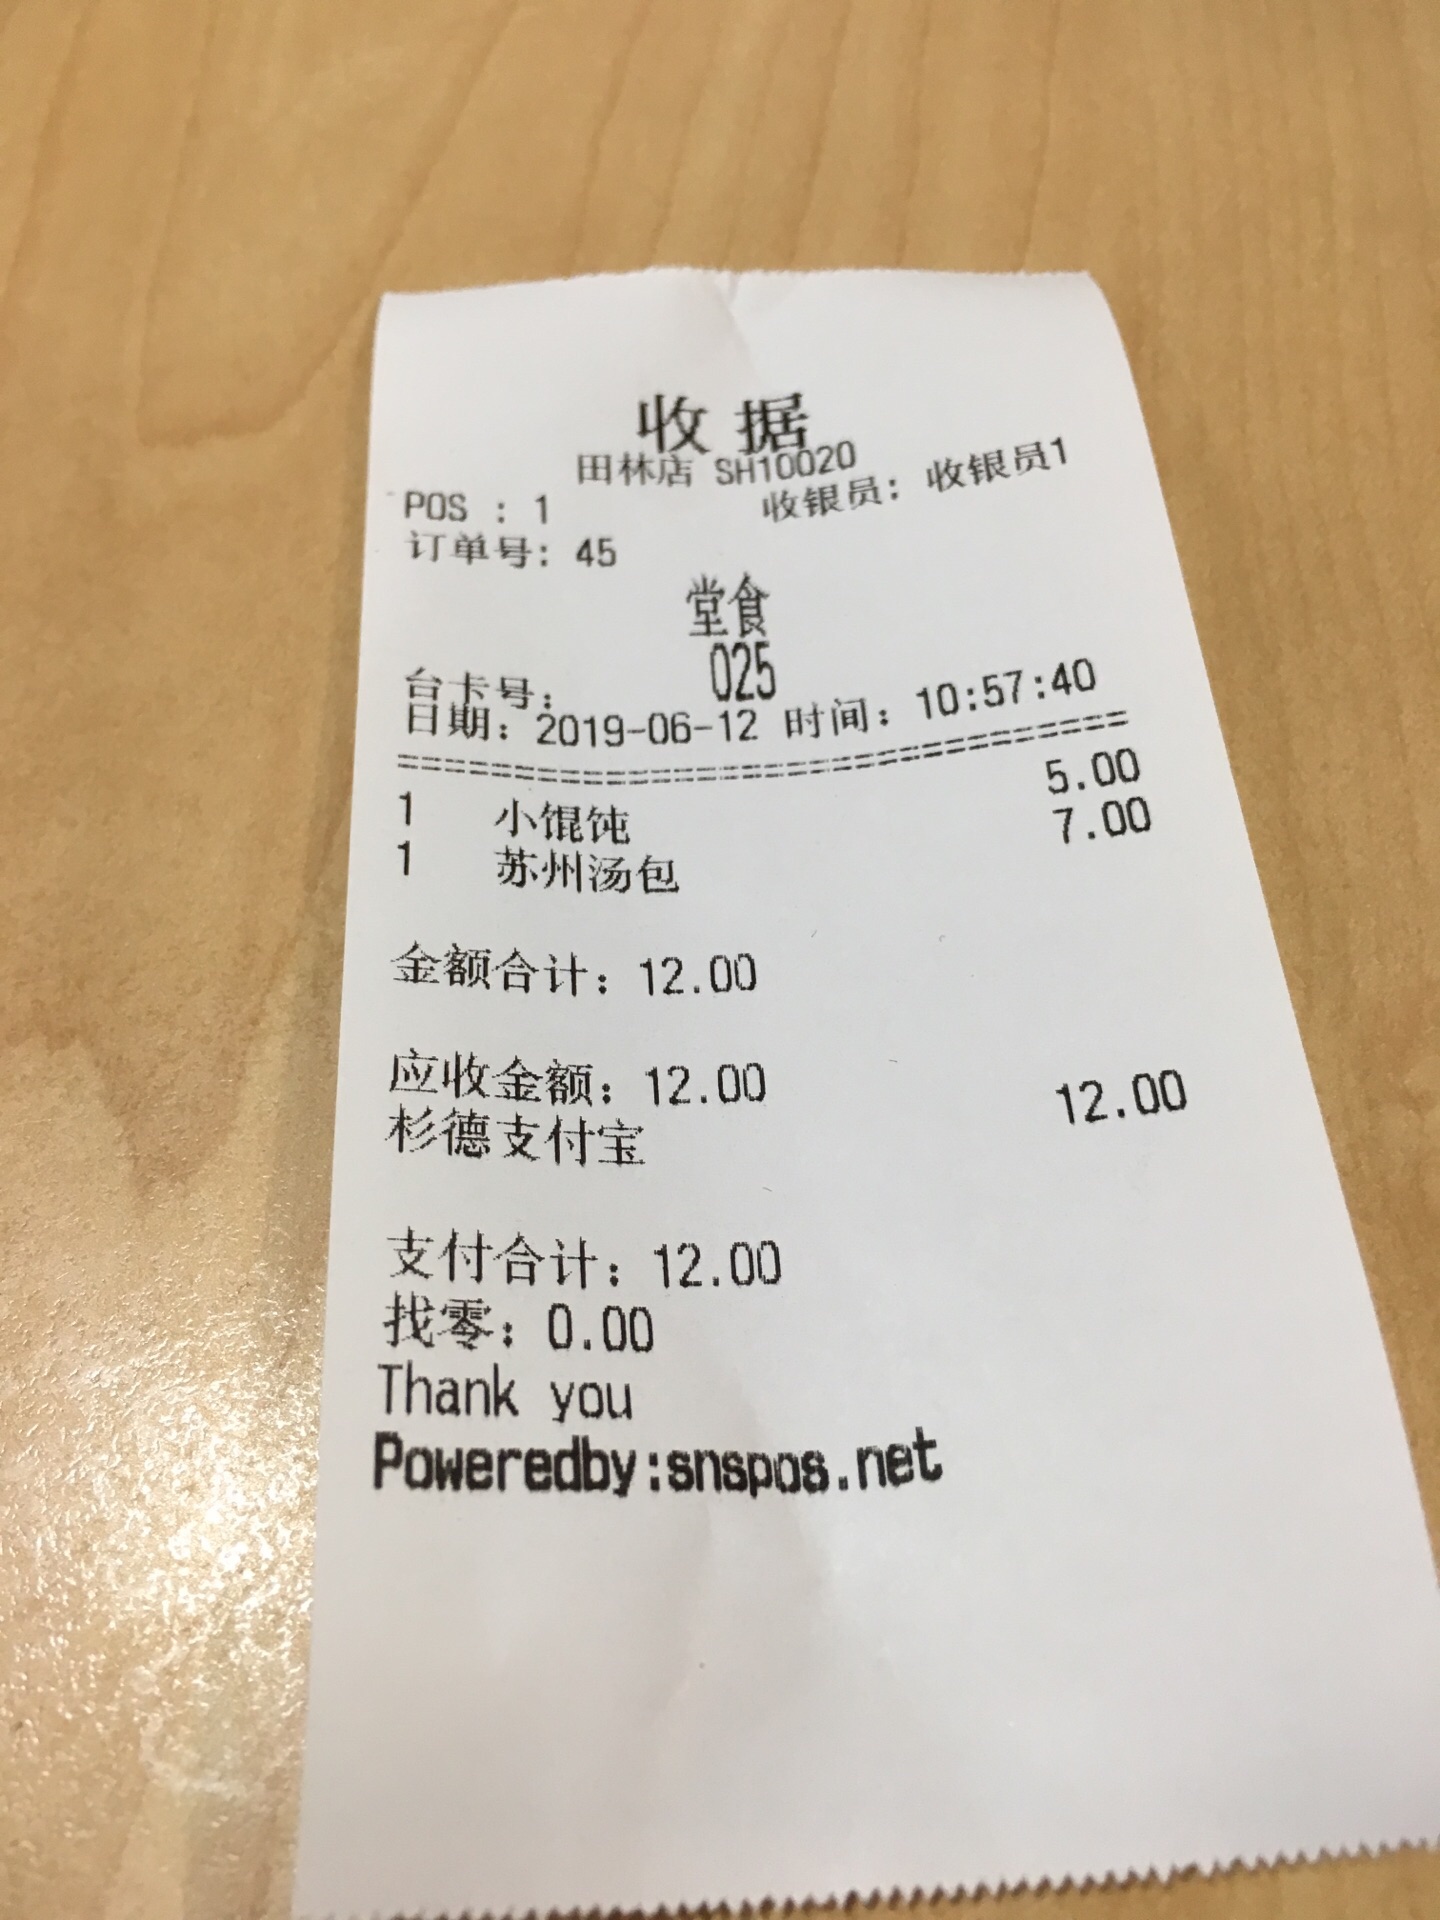 收 据
田林店 SH10020
POS : 1 收银员: 收银员1
订单号: 45
堂食
台卡号: 025
日期: 2019-06-12 时间: 10:57:40
================================
1 小馄饨 5.00
1 苏州汤包 7.00
金额合计: 12.00
应收金额: 12.00
杉德支付宝 12.00
支付合计: 12.00
找零: 0.00
Thank you
Poweredby:snspos.net